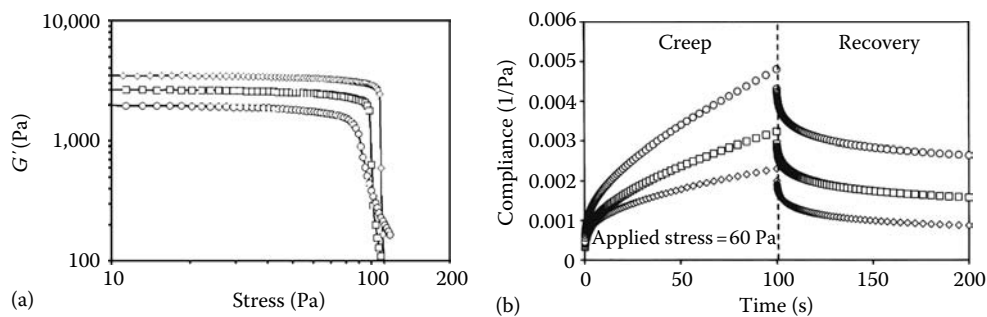 10,000
1,000
100
G′ (Pa)
10
100
200
Stress (Pa)
(a)
0.006
0.005
0.004
0.003
0.002
0.001
0
Compliance (1/Pa)
Creep
Recovery
Applied stress = 60 Pa
0
50
100
150
200
Time (s)
(b)